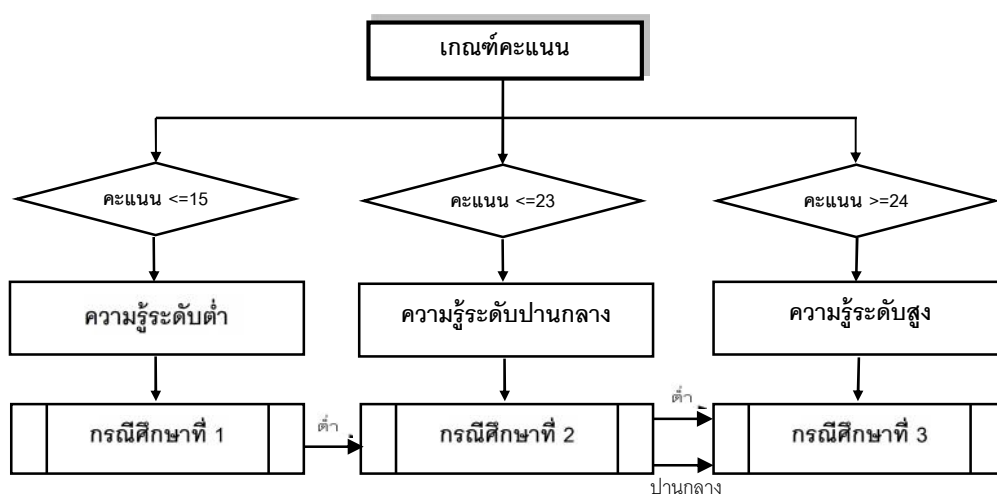 เกณฑ์คะแนน
คะแนน <=15
คะแนน <=23
คะแนน >=24
ความรู้ระดับต่ำ
ความรู้ระดับปานกลาง
ความรู้ระดับสูง
กรณีศึกษาที่ 1
ต่ำ
กรณีศึกษาที่ 2
ต่ำ
กรณีศึกษาที่ 3
ปานกลาง